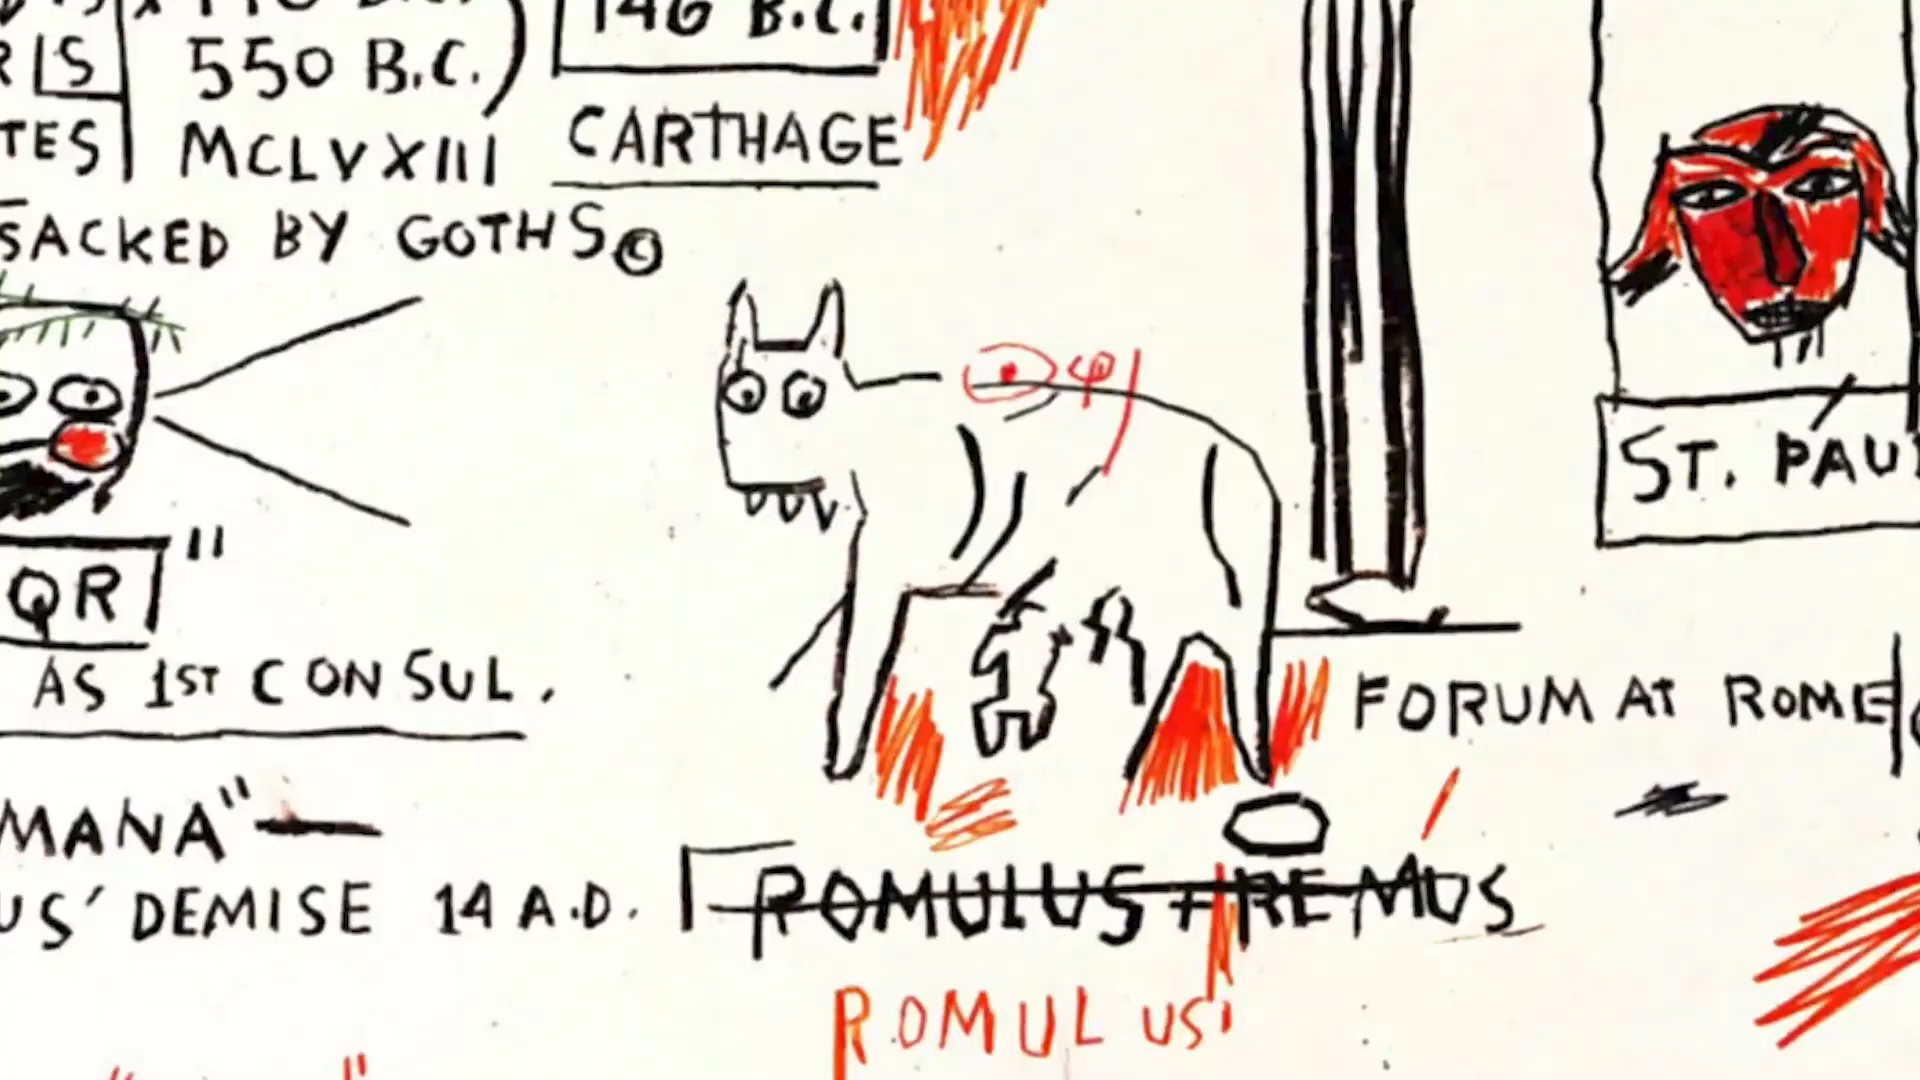 550 B.C.)
146 B.C.
RIS
TES
MCLVXIII
CARTHAGE
SACKED BY GOTHS©
ST. PAU
QR"
AS 1ST CONSUL.
FORUM AT ROME
MANA"—
US' DEMISE 14 A.D.
ROMULUS + REMUS
ROMULUS